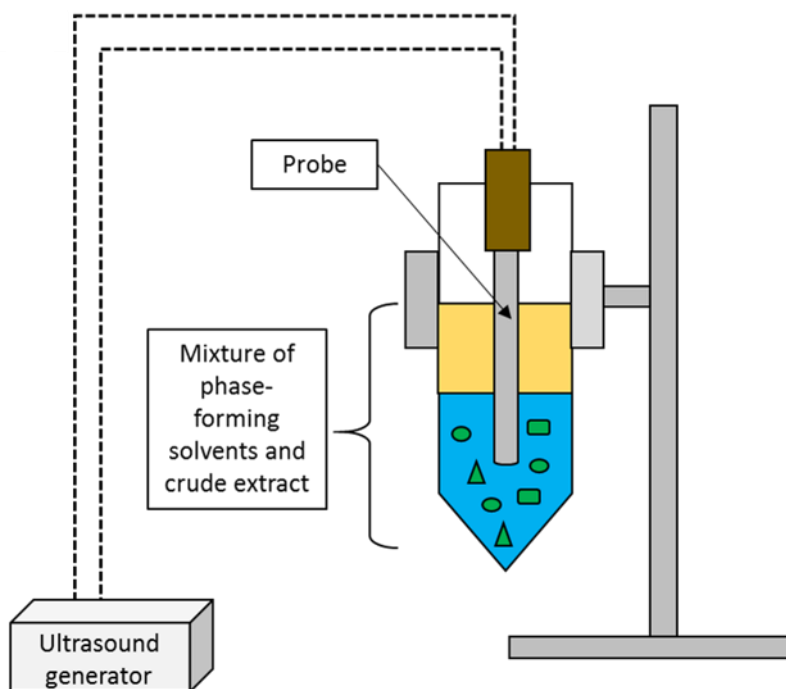 Probe
Mixture of
phase-
forming
solvents and
crude extract
Ultrasound
generator